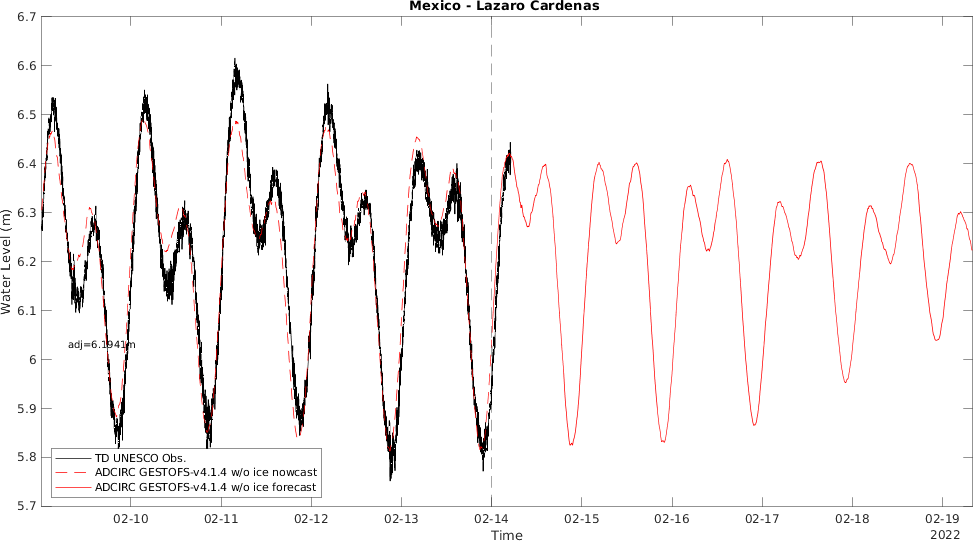 Mexico - Lazaro Cardenas
6.7
6.6
6.5
6.4
6.3
6.2
6.1
6
5.9
5.8
5.7
Water Level (m)
adj=6.1941m
TD UNESCO Obs.
ADCIRC GESTOFS-v4.1.4 w/o ice nowcast
ADCIRC GESTOFS-v4.1.4 w/o ice forecast
02-10 02-11 02-12 02-13 02-14 02-15 02-16 02-17 02-18 02-19
Time
2022